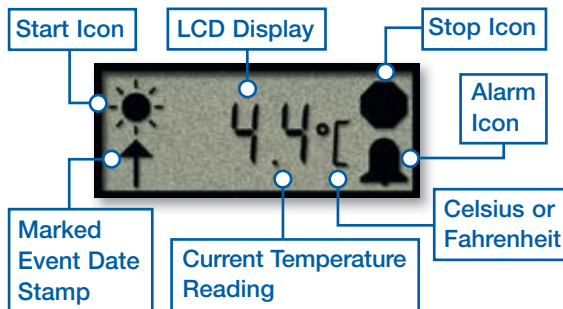 Start Icon
LCD Display
Stop Icon
4.4°C
Alarm
Icon
Marked
Event Date
Stamp
Current Temperature
Reading
Celsius or
Fahrenheit